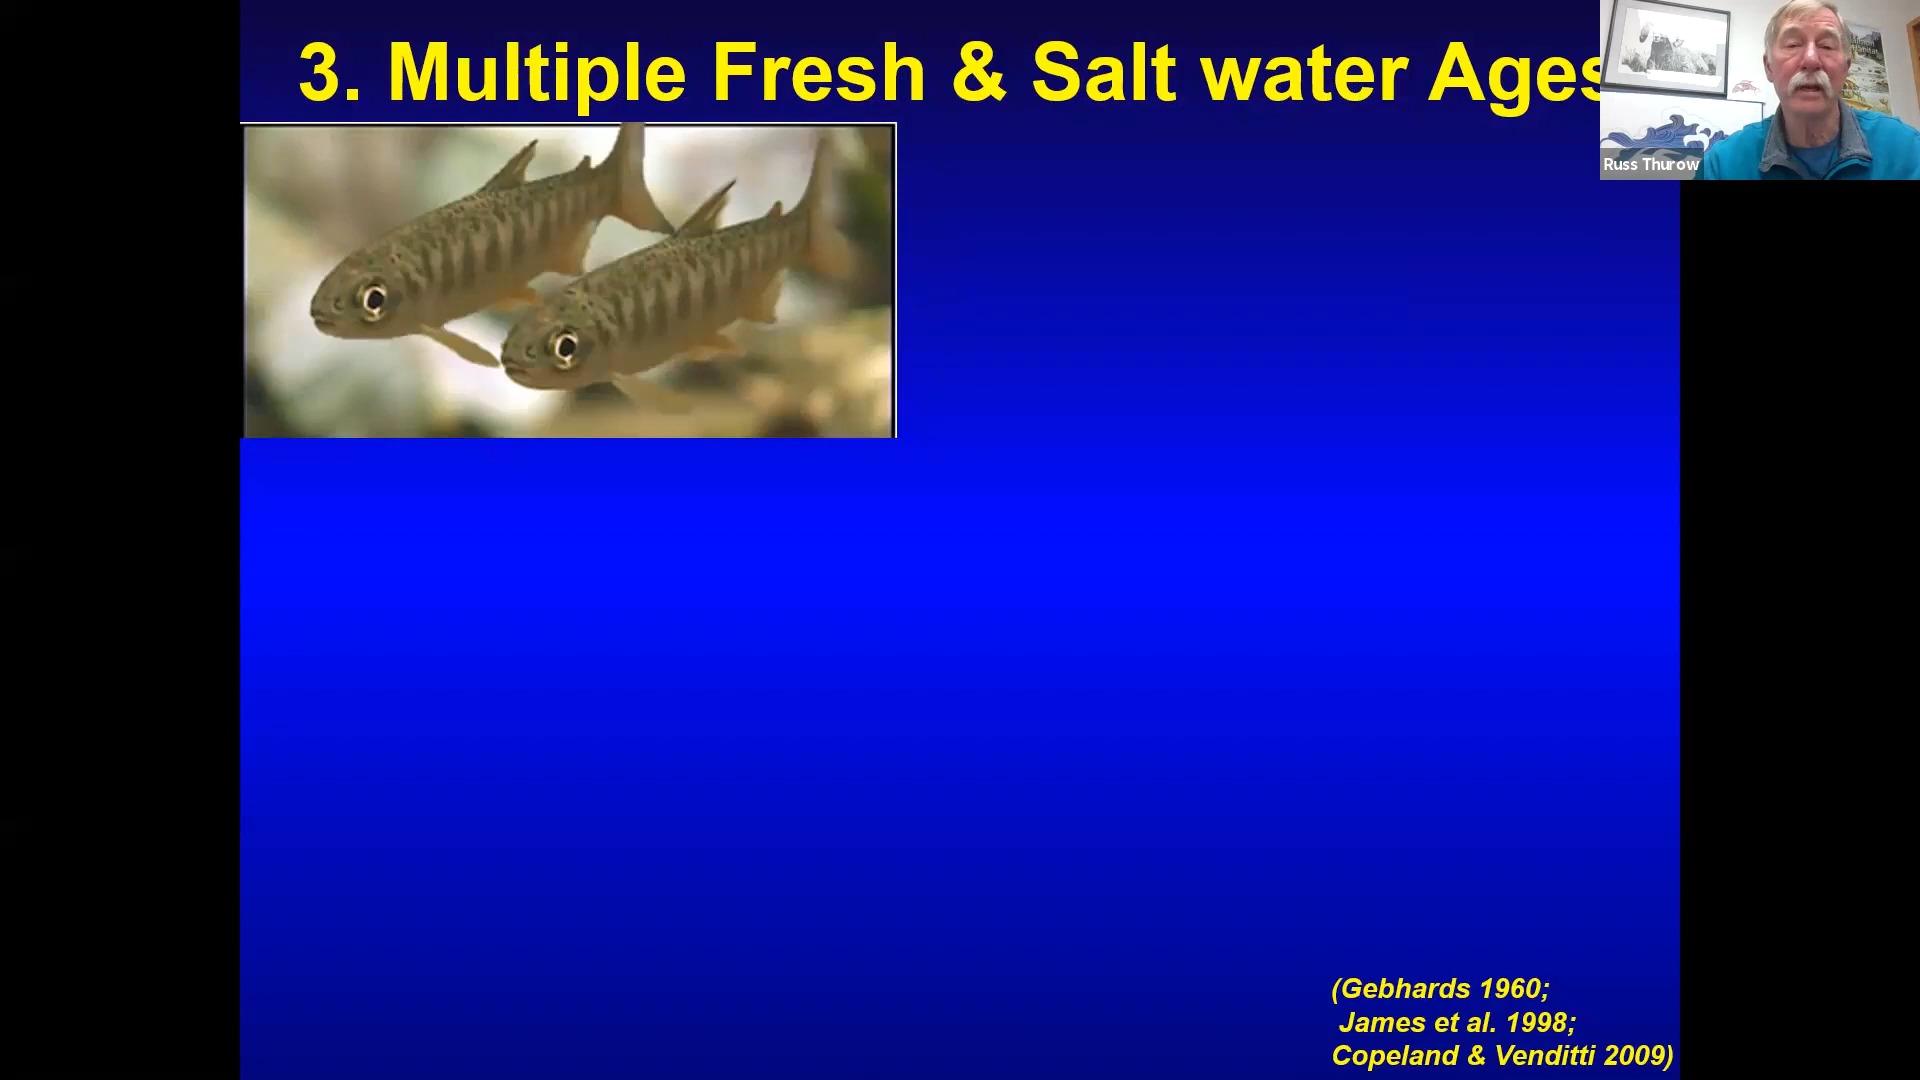 3. Multiple Fresh & Salt water Ages
Russ Thurow
(Gebhards 1960;
James et al. 1998;
Copeland & Venditti 2009)